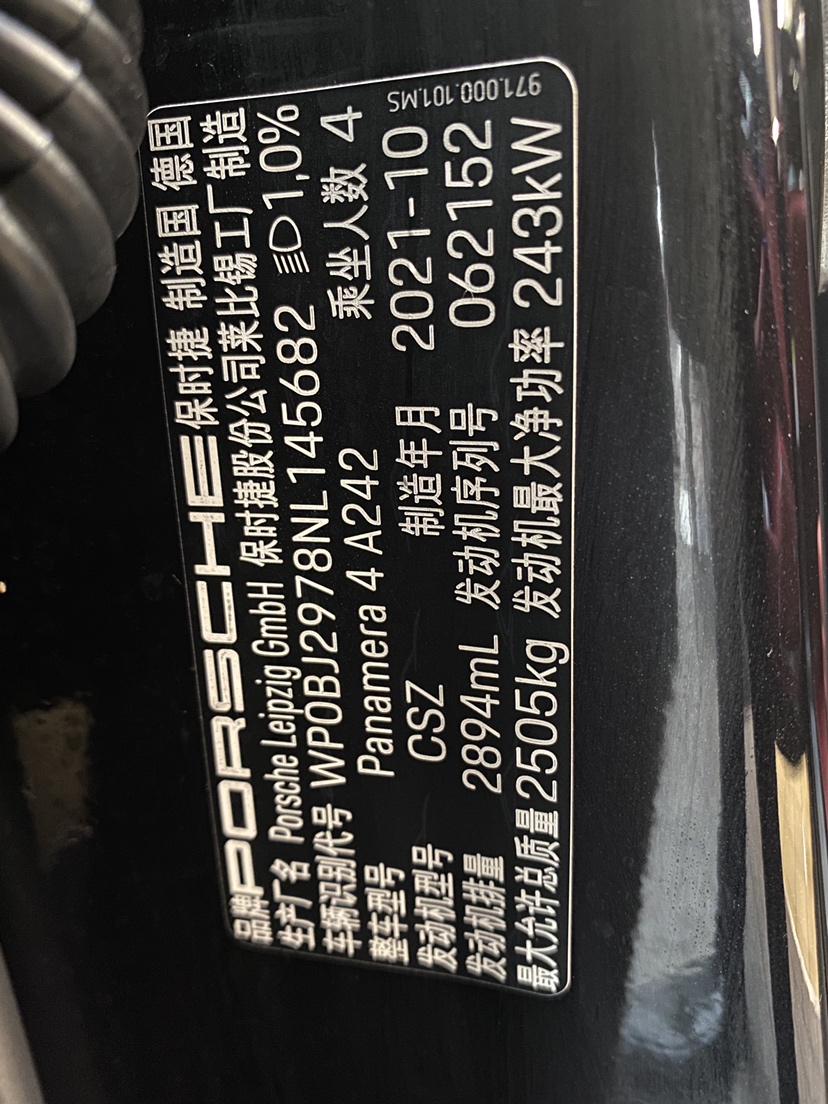 品牌 PORSCHE 保时捷 制造国 德国
生产厂名 Porsche Leipzig GmbH 保时捷股份公司莱比锡工厂制造
车辆识别代号 WP0BJ2978NL145682 1,0%
整车型号 Panamera 4 A242 乘坐人数 4
发动机型号 CSZ 制造年月 2021-10
发动机排量 2894mL 发动机序列号 062152
最大允许总质量 2505kg 发动机最大净功率 243kW
971.000.101.MS